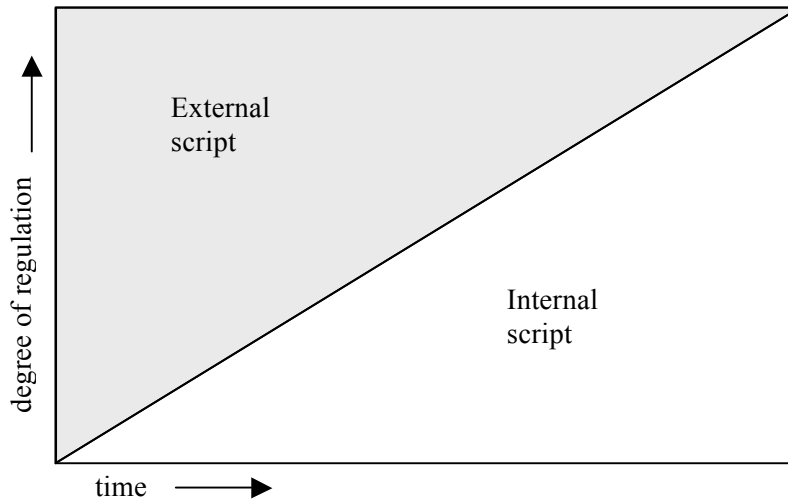 External
script
Internal
script
degree of regulation
time